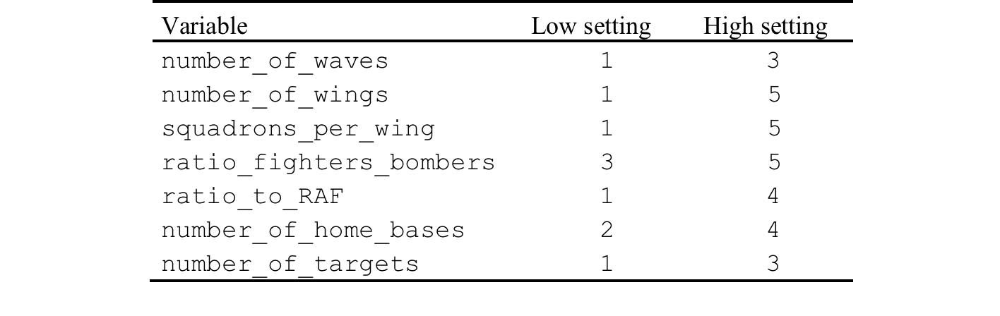 Variable Low setting High setting
number_of_waves 1 3
number_of_wings 1 5
squadrons_per_wing 1 5
ratio_fighters_bombers 3 5
ratio_to_RAF 1 4
number_of_home_bases 2 4
number_of_targets 1 3